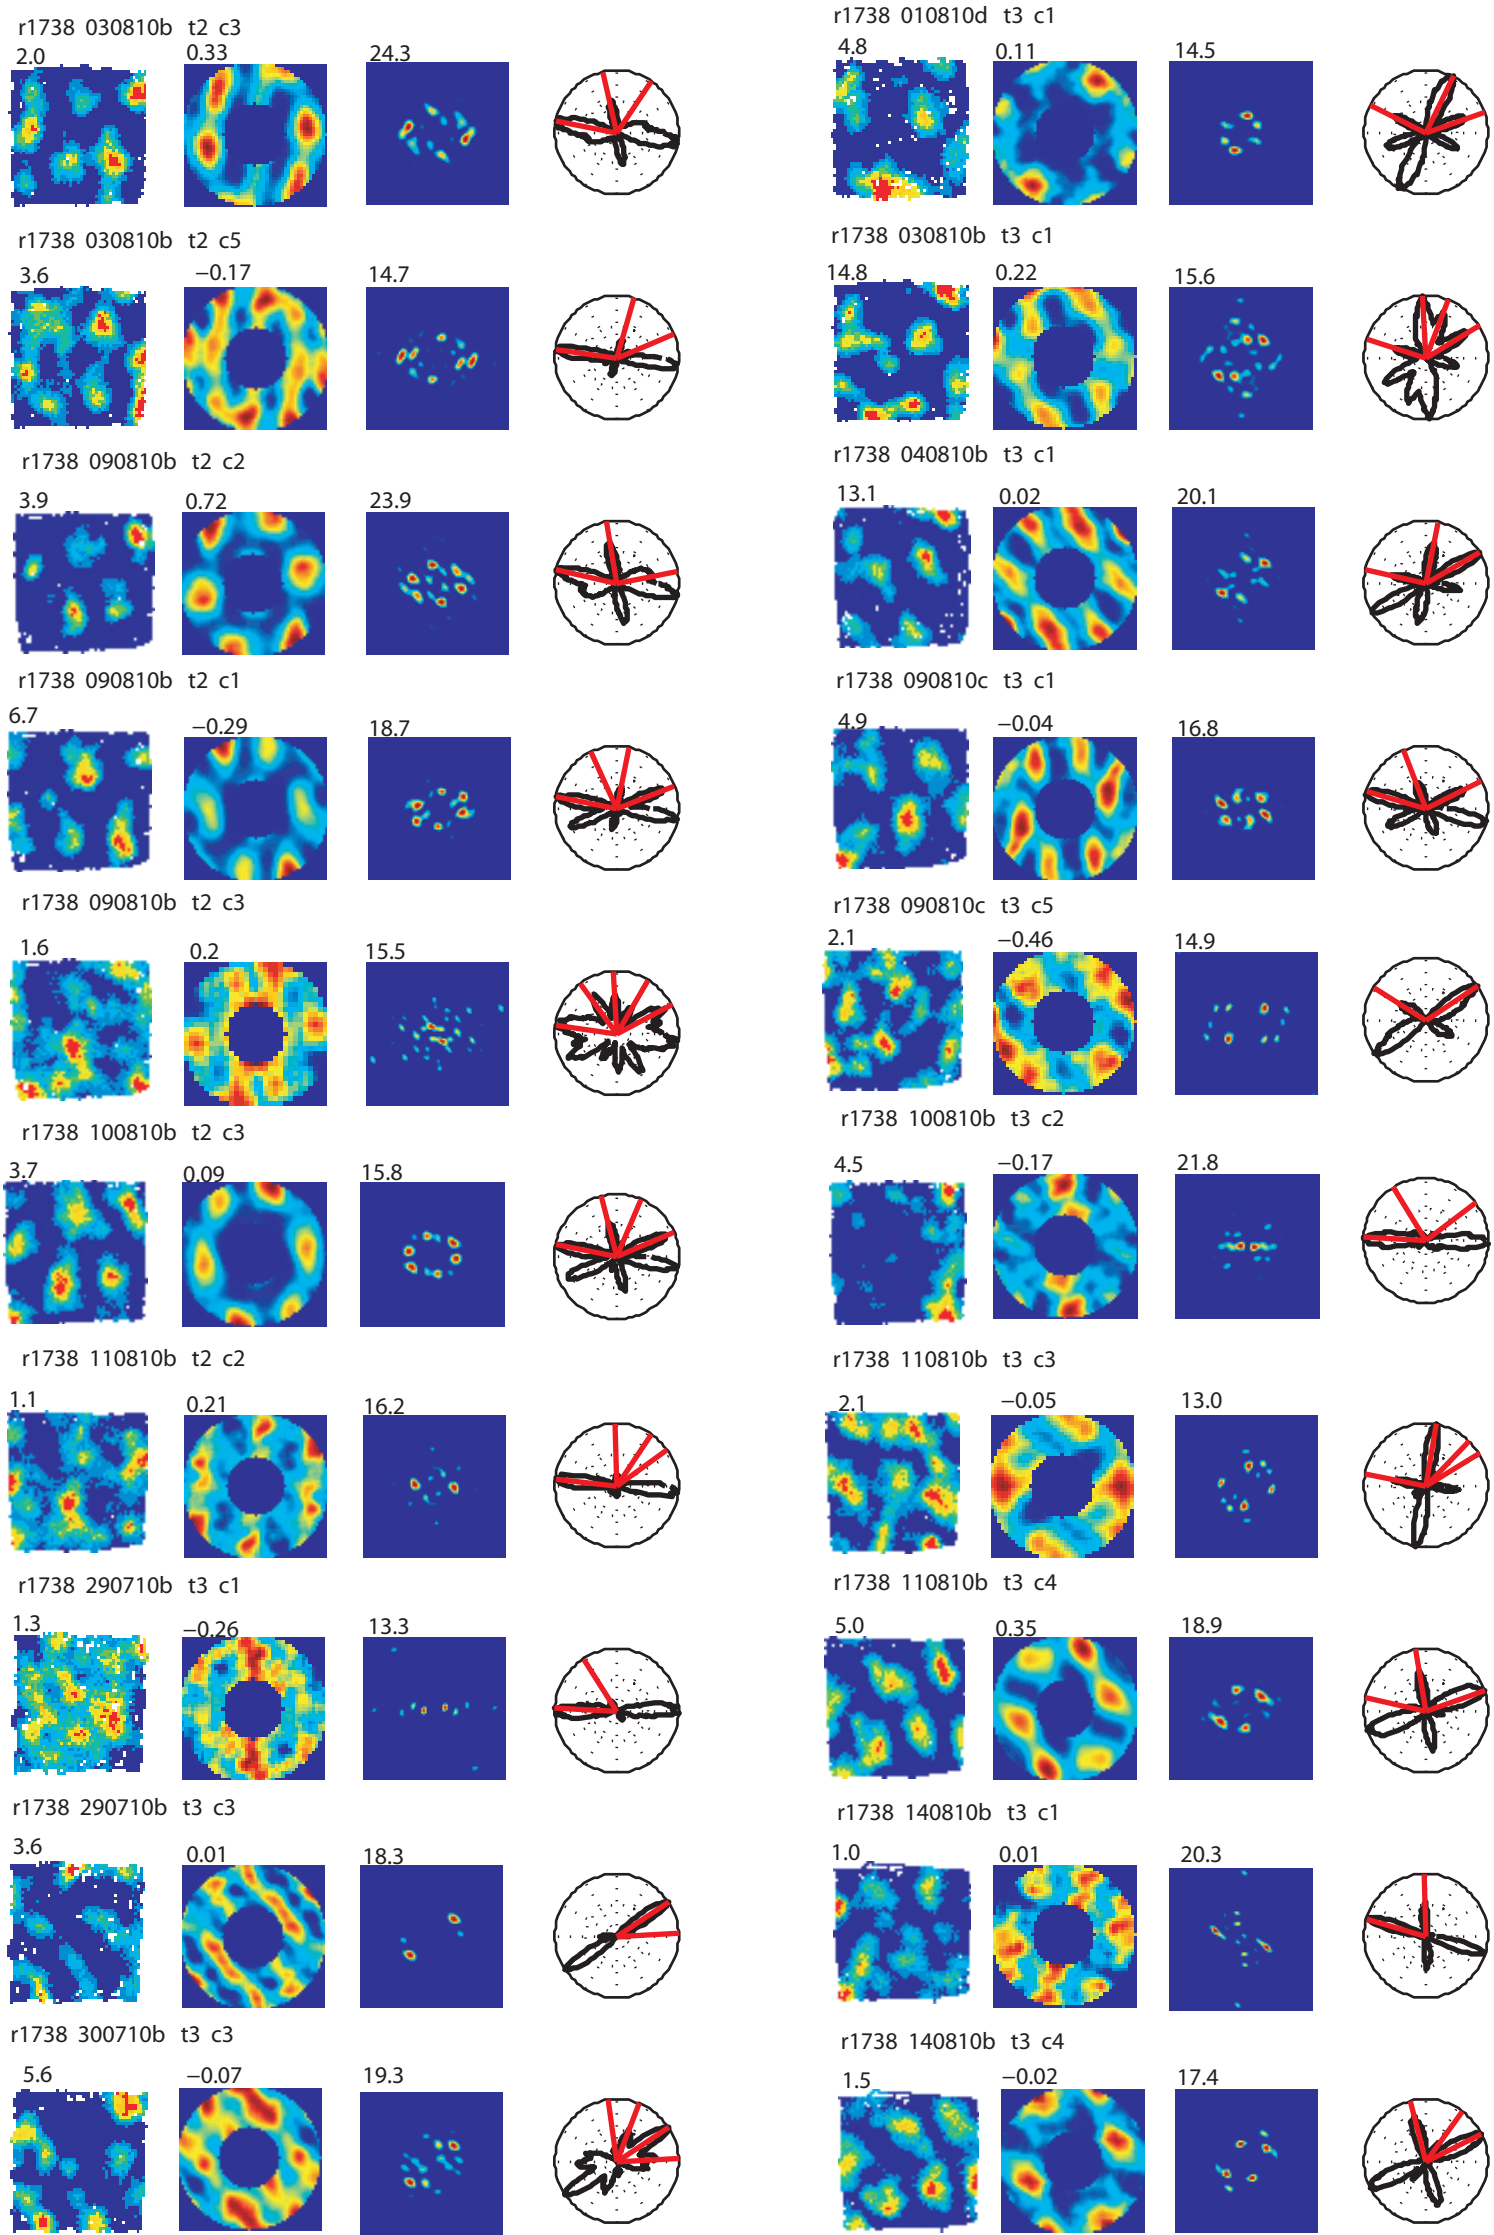 r1738 030810b t2 c3
2.0 0.33 24.3
r1738 030810b t2 c5
3.6 −0.17 14.7
r1738 090810b t2 c2
3.9 0.72 23.9
r1738 090810b t2 c1
6.7 −0.29 18.7
r1738 090810b t2 c3
1.6 0.2 15.5
r1738 100810b t2 c3
3.7 0.09 15.8
r1738 110810b t2 c2
1.1 0.21 16.2
r1738 290710b t3 c1
1.3 −0.26 13.3
r1738 290710b t3 c3
3.6 0.01 18.3
r1738 300710b t3 c3
5.6 −0.07 19.3
r1738 010810d t3 c1
4.8 0.11 14.5
r1738 030810b t3 c1
14.8 0.22 15.6
r1738 040810b t3 c1
13.1 0.02 20.1
r1738 090810c t3 c1
4.9 −0.04 16.8
r1738 090810c t3 c5
2.1 −0.46 14.9
r1738 100810b t3 c2
4.5 −0.17 21.8
r1738 110810b t3 c3
2.1 −0.05 13.0
r1738 110810b t3 c4
5.0 0.35 18.9
r1738 140810b t3 c1
1.0 0.01 20.3
r1738 140810b t3 c4
1.5 −0.02 17.4